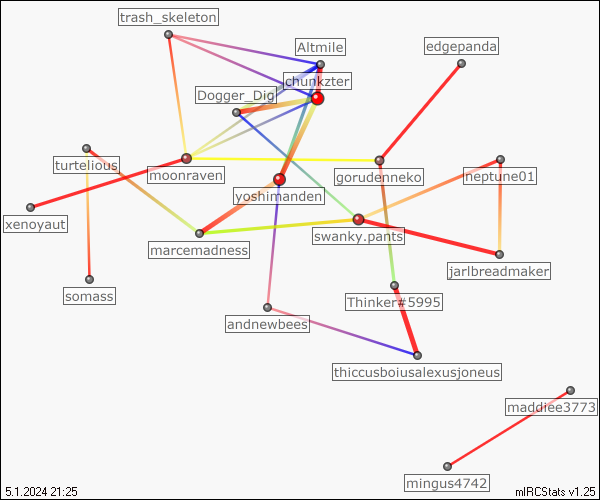 trash_skeleton
Altmile
edgepanda
chunkzter
Dogger_Dig
turtelious
moonraven
gorudenneko
neptune01
yoshimanden
xenoyaut
marcemadness
swanky.pants
jarlbreadmaker
somass
Thinker#5995
andnewbees
thiccusboiusalexusjoneus
maddiee3773
mingus4742
5.1.2024 21:25
mIRCStats v1.25